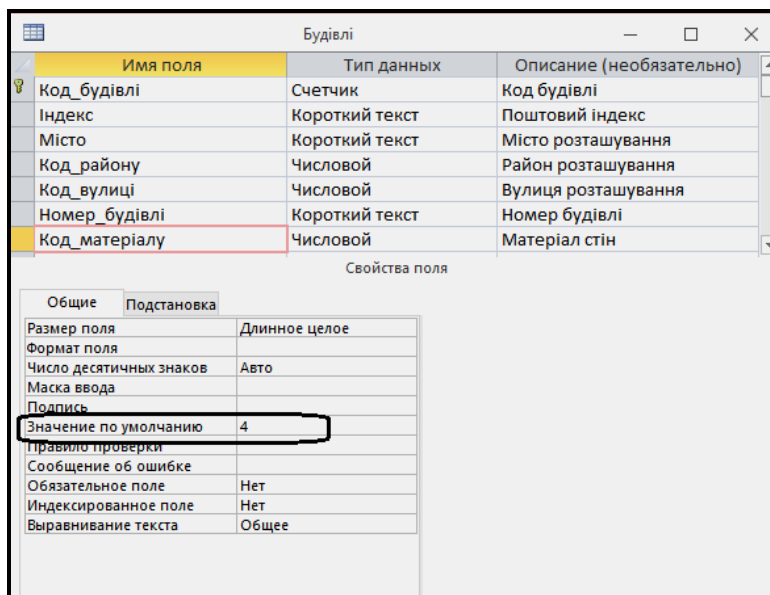 Будівлі
Имя поля Тип данных Описание (необязательно)
Код_будівлі Счетчик Код будівлі
Індекс Короткий текст Поштовий індекс
Місто Короткий текст Місто розташування
Код_району Числовой Район розташування
Код_вулиці Числовой Вулиця розташування
Номер_будівлі Короткий текст Номер будівлі
Код_матеріалу Числовой Матеріал стін
Свойства поля
Общие Подстановка
Размер поля Длинное целое
Формат поля
Число десятичных знаков Авто
Маска ввода
Подпись
Значение по умолчанию 4
Правило проверки
Сообщение об ошибке
Обязательное поле Нет
Индексированное поле Нет
Выравнивание текста Общее